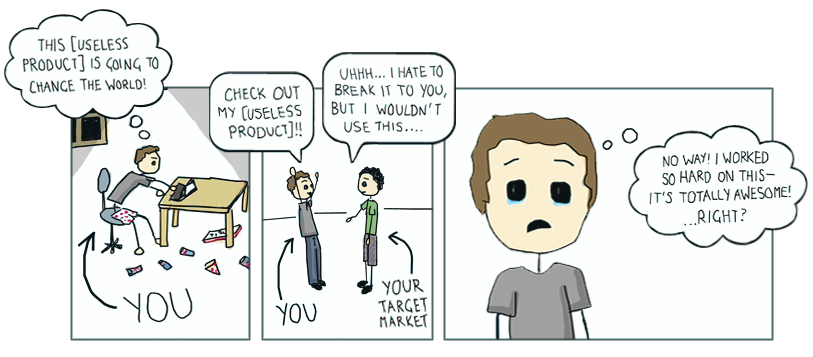 THIS [USELESS
PRODUCT] IS GOING TO
CHANGE THE WORLD!
YOU
CHECK OUT
MY [USELESS
PRODUCT]!!
UHHH... I HATE TO
BREAK IT TO YOU,
BUT I WOULDN'T
USE THIS....
YOU
YOUR
TARGET
MARKET
NO WAY! I WORKED
SO HARD ON THIS—
IT'S TOTALLY AWESOME!
...RIGHT?